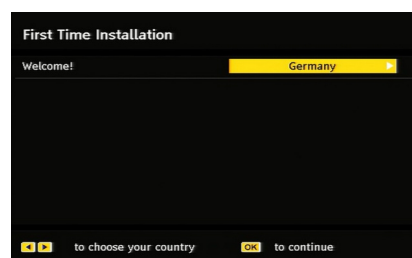 First Time Installation
Welcome! Germany
to choose your country OK to continue